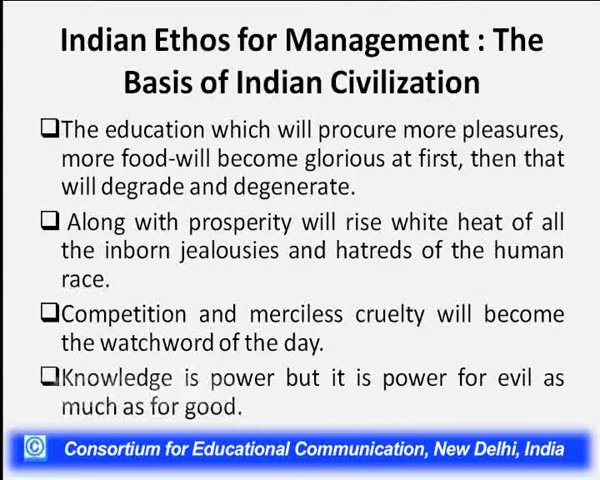 Indian Ethos for Management : The
Basis of Indian Civilization
The education which will procure more pleasures,
more food-will become glorious at first, then that
will degrade and degenerate.
Along with prosperity will rise white heat of all
the inborn jealousies and hatreds of the human
race.
Competition and merciless cruelty will become
the watchword of the day.
Knowledge is power but it is power for evil as
much as for good.
© Consortium for Educational Communication, New Delhi, India